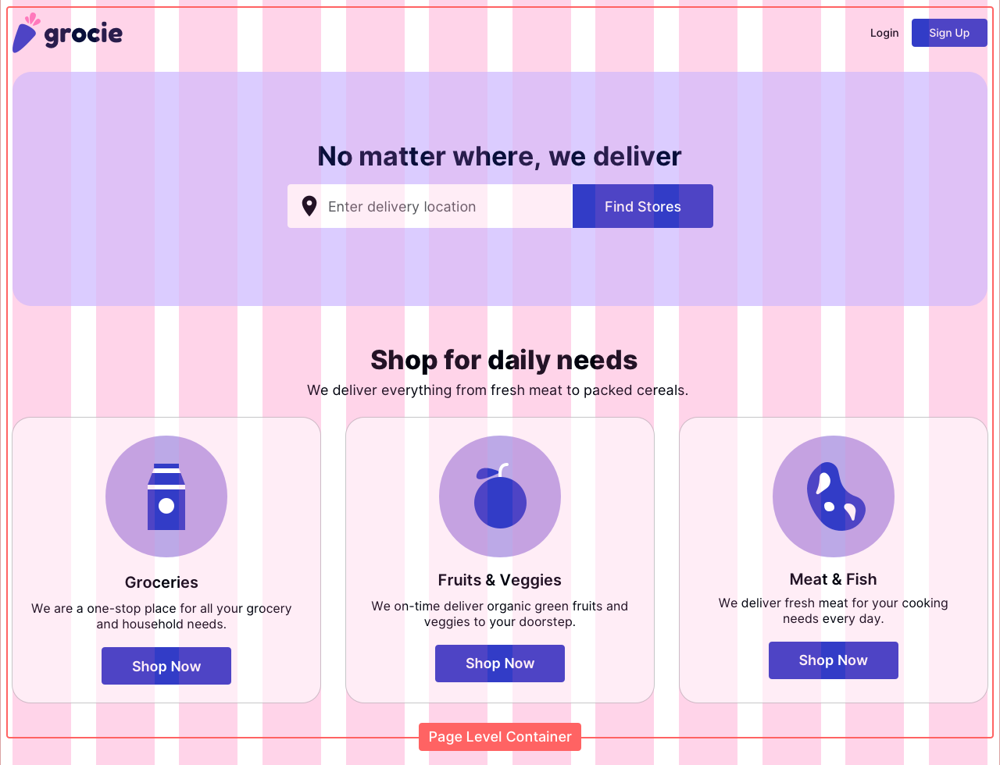 grocie
Login
Sign Up
No matter where, we deliver
Enter delivery location
Find Stores
Shop for daily needs
We deliver everything from fresh meat to packed cereals.
Groceries
We are a one-stop place for all your grocery
and household needs.
Shop Now
Fruits & Veggies
We on-time deliver organic green fruits and
veggies to your doorstep.
Shop Now
Meat & Fish
We deliver fresh meat for your cooking
needs every day.
Shop Now
Page Level Container